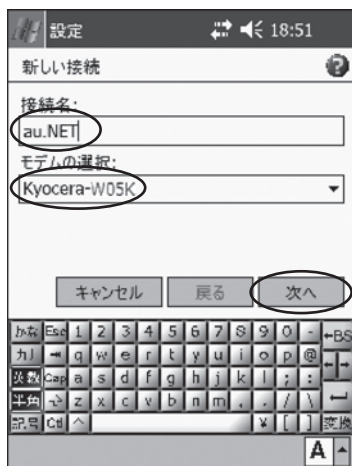 設定 18:51
新しい接続
接続名:
au.NET
モデムの選択:
Kyocera-W05K
キャンセル 戻る 次へ
かな Esc 1 2 3 4 5 6 7 8 9 0 - ←BS
カナ q w e r t y u i o p @
英数 Cap a s d f g h j k l ; :
半角 z x c v b n m , . / \
記号 Ctl ^ ¥ [ ] 変換
A